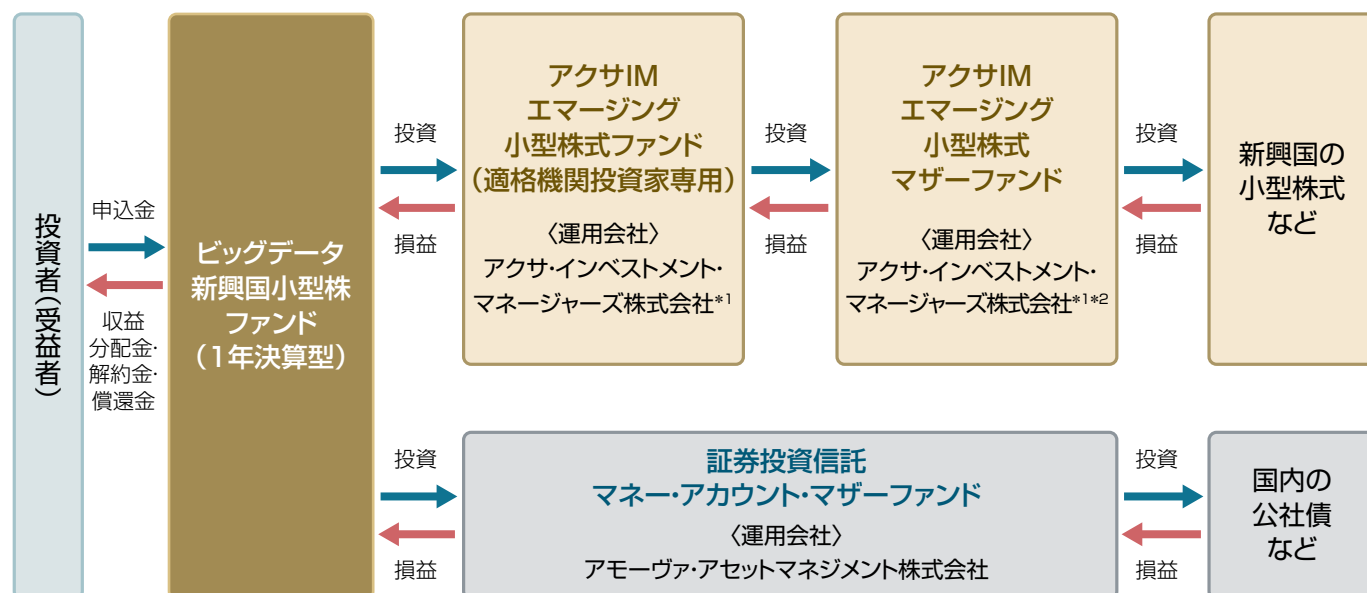 投資者(受益者)
申込金
収益
分配金・
解約金・
償還金
ビッグデータ
新興国小型株
ファンド
(1年決算型)
投資
損益
アクサIM
エマージング
小型株式ファンド
(適格機関投資家専用)
〈運用会社〉
アクサ・インベストメント・
マネージャーズ株式会社*1
投資
損益
アクサIM
エマージング
小型株式
マザーファンド
〈運用会社〉
アクサ・インベストメント・
マネージャーズ株式会社*1*2
投資
損益
新興国の
小型株式
など
投資
損益
証券投資信託
マネー・アカウント・マザーファンド
〈運用会社〉
アモーヴァ・アセットマネジメント株式会社
投資
損益
国内の
公社債
など